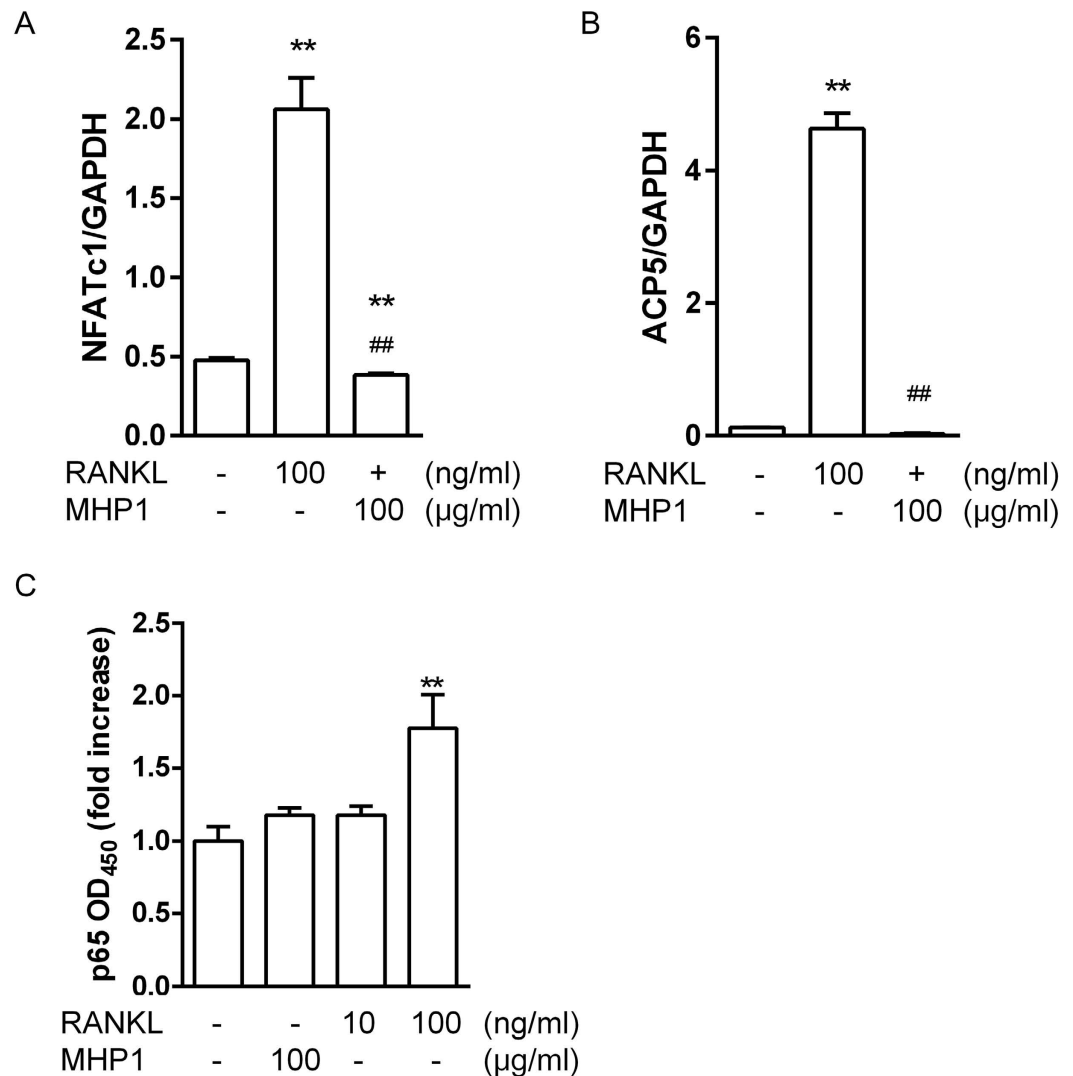 A
NFATc1/GAPDH
2.5
2.0
1.5
1.0
0.5
0.0
**
**
##
RANKL - 100 + (ng/ml)
MHP1 - - 100 (µg/ml)
B
ACP5/GAPDH
6
4
2
0
**
##
RANKL - 100 + (ng/ml)
MHP1 - - 100 (µg/ml)
C
p65 OD450 (fold increase)
2.5
2.0
1.5
1.0
0.5
0.0
**
RANKL - - 10 100 (ng/ml)
MHP1 - 100 - - (µg/ml)